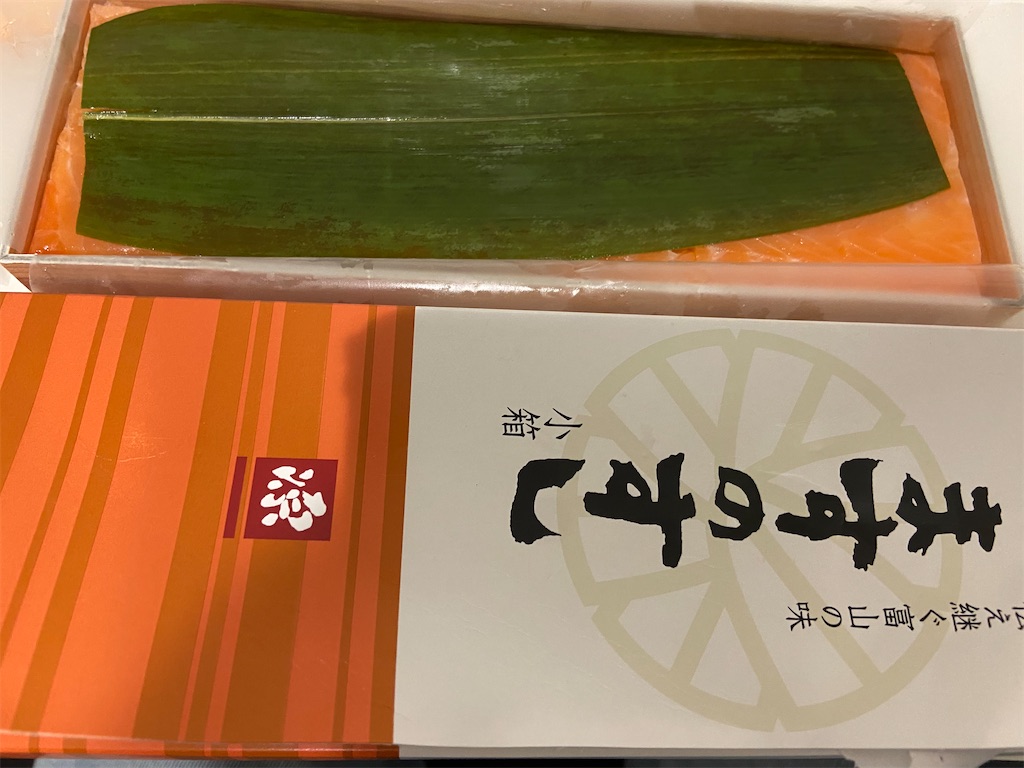 伝え継ぐ富山の味
ますのすし
小箱
源